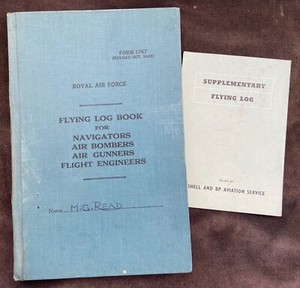 FORM 1767
ROYAL AIR FORCE
FLYING LOG BOOK
FOR
NAVIGATORS
AIR BOMBERS
AIR GUNNERS
FLIGHT ENGINEERS
Name M.G. READ
SUPPLEMENTARY
FLYING LOG
SHELL AND BP AVIATION SERVICE